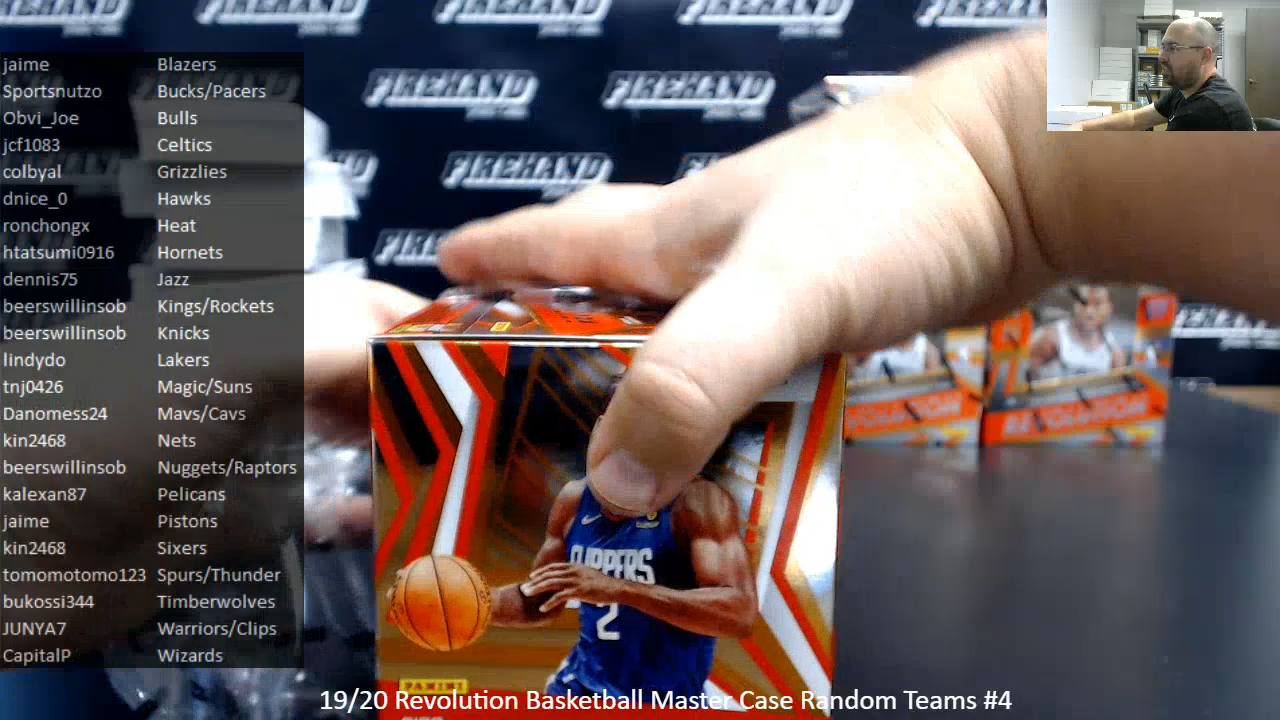 FIREHAND FIREHAND FIREHAND FIREHAND FIREHAND
FIREHAND FIREHAND
FIREHAND
jaime Blazers
Sportsnutzo Bucks/Pacers
Obvi_Joe Bulls
jcf1083 Celtics
colbyal Grizzlies
dnice_0 Hawks
ronchongx Heat
htatsumi0916 Hornets
dennis75 Jazz
beerswillinsob Kings/Rockets
beerswillinsob Knicks
lindydo Lakers
tnj0426 Magic/Suns
Danomess24 Mavs/Cavs
kin2468 Nets
beerswillinsob Nuggets/Raptors
kalexan87 Pelicans
jaime Pistons
kin2468 Sixers
tomomotomo123 Spurs/Thunder
bukossi344 Timberwolves
JUNYA7 Warriors/Clips
CapitalP Wizards
REVOLUTION
CLIPPERS
2
PANINI
19/20 Revolution Basketball Master Case Random Teams #4